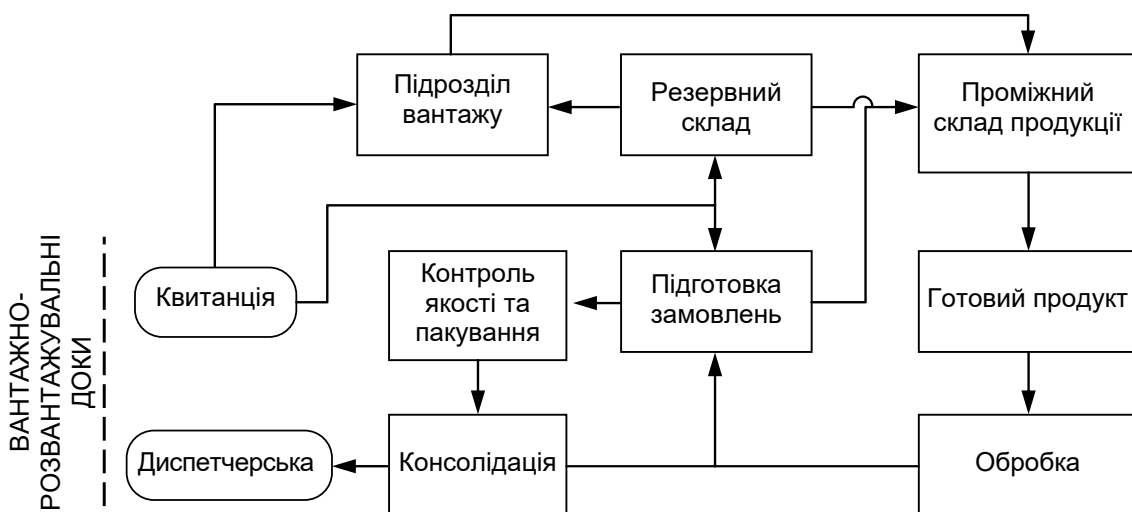 Підрозділ
вантажу
Резервний
склад
Проміжний
склад продукції
Квитанція
Контроль
якості та
пакування
Підготовка
замовлень
Готовий продукт
ВАНТАЖНО-
РОЗВАНТАЖУВАЛЬНІ
ДОКИ
Диспетчерська
Консолідація
Обробка